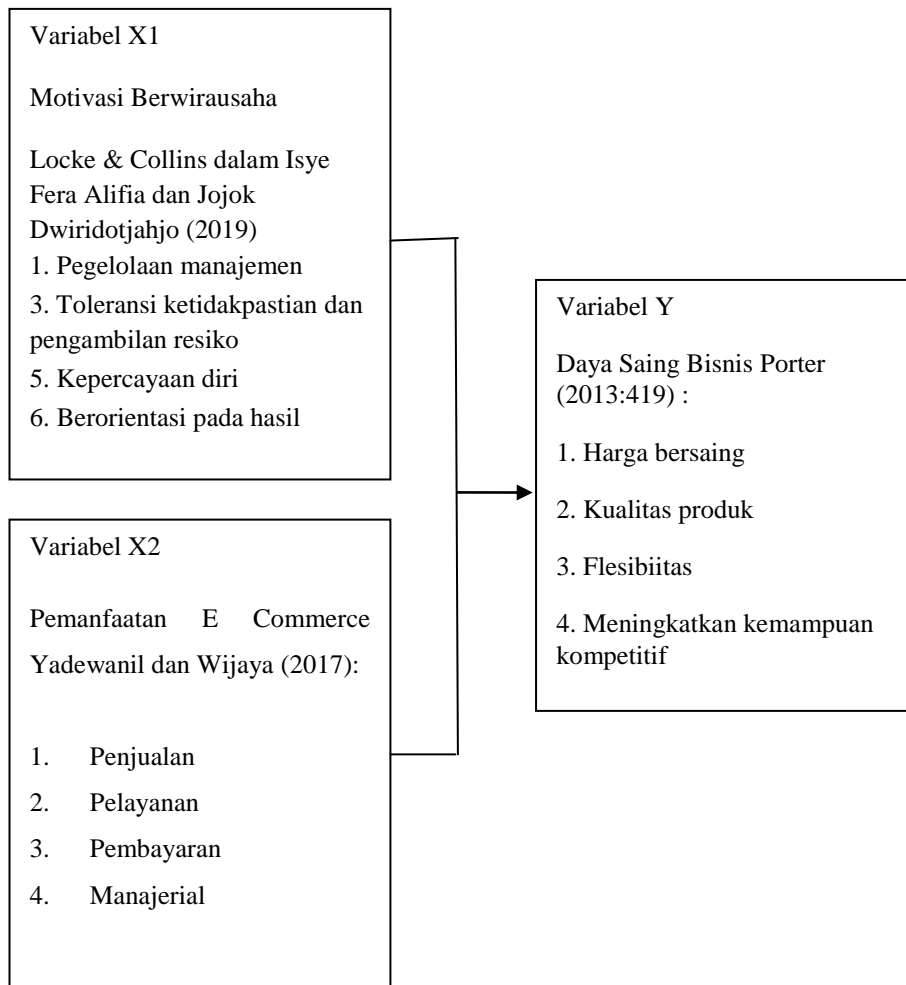 Variabel X1
Motivasi Berwirausaha
Locke & Collins dalam Isye
Fera Alifia dan Jojok
Dwiridotjahjo (2019)
1. Pegelolaan manajemen
3. Toleransi ketidakpastian dan
pengambilan resiko
5. Kepercayaan diri
6. Berorientasi pada hasil
Variabel X2
Pemanfaatan E Commerce
Yadewanil dan Wijaya (2017):
1. Penjualan
2. Pelayanan
3. Pembayaran
4. Manajerial
Variabel Y
Daya Saing Bisnis Porter
(2013:419) :
1. Harga bersaing
2. Kualitas produk
3. Flesibiitas
4. Meningkatkan kemampuan
kompetitif